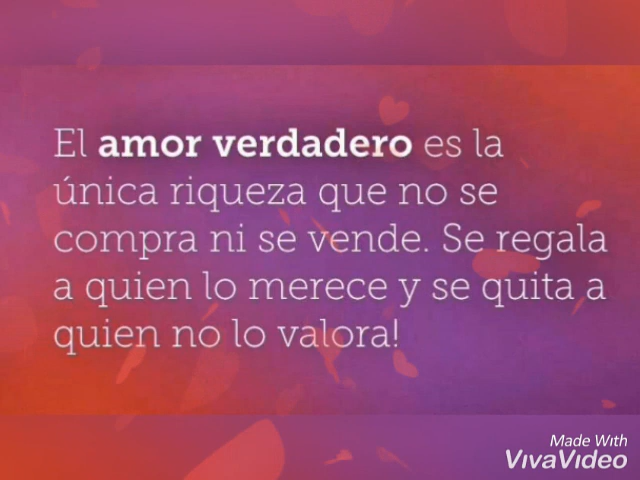 El amor verdadero es la
única riqueza que no se
compra ni se vende. Se regala
a quien lo merece y se quita a
quien no lo valora!
Made With
VivaVideo